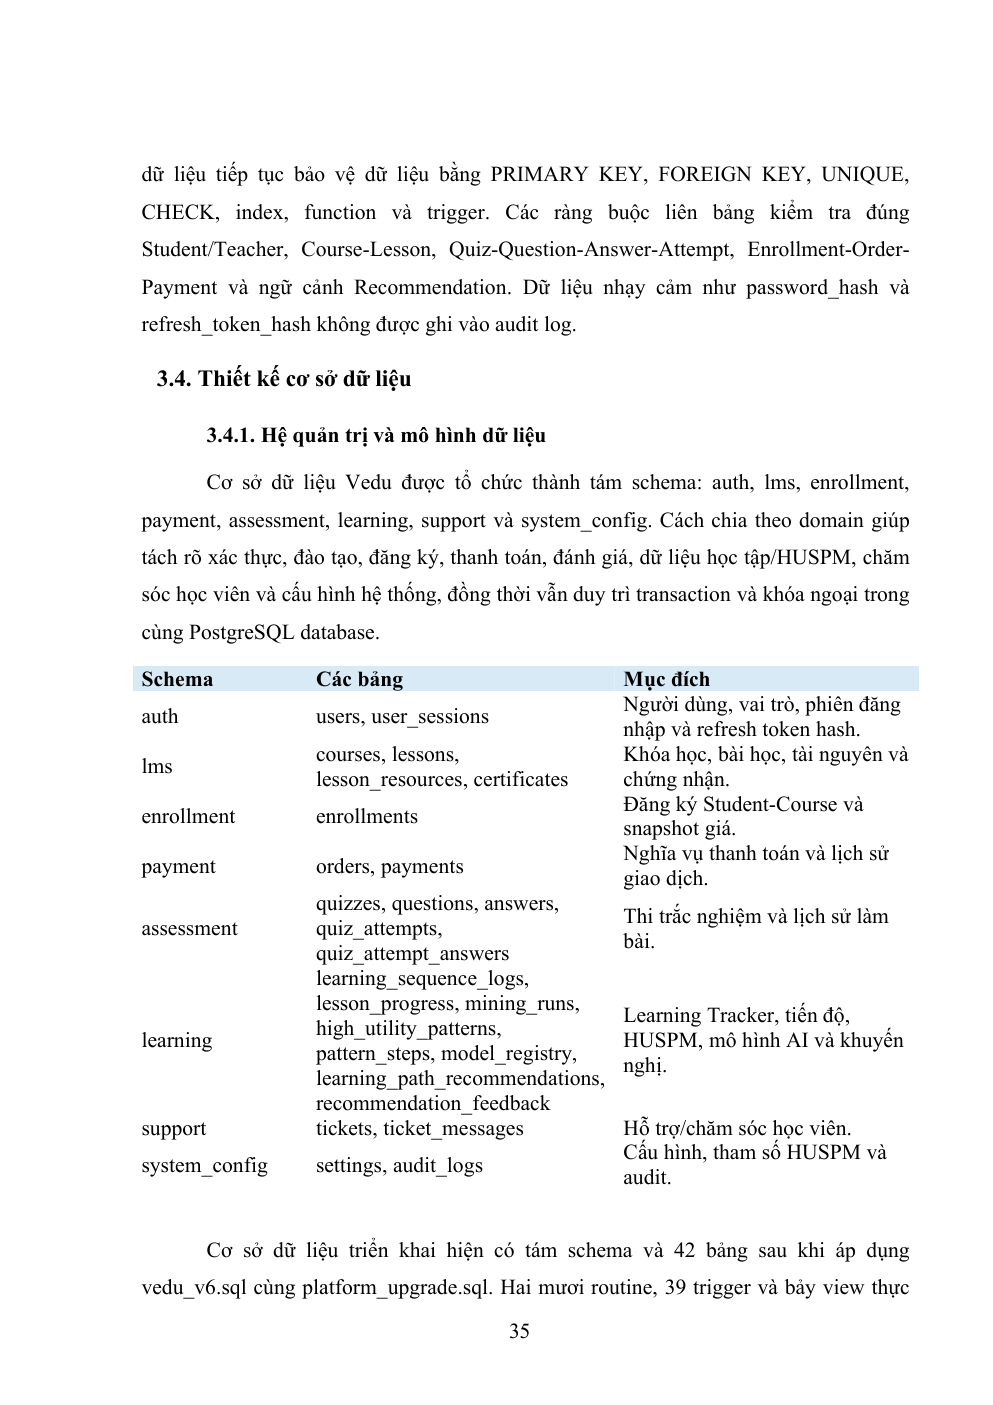 dữ liệu tiếp tục bảo vệ dữ liệu bằng PRIMARY KEY, FOREIGN KEY, UNIQUE,
CHECK, index, function và trigger. Các ràng buộc liên bảng kiểm tra đúng
Student/Teacher, Course-Lesson, Quiz-Question-Answer-Attempt, Enrollment-Order-
Payment và ngữ cảnh Recommendation. Dữ liệu nhạy cảm như password_hash và
refresh_token_hash không được ghi vào audit log.
3.4. Thiết kế cơ sở dữ liệu
3.4.1. Hệ quản trị và mô hình dữ liệu
Cơ sở dữ liệu Vedu được tổ chức thành tám schema: auth, lms, enrollment,
payment, assessment, learning, support và system_config. Cách chia theo domain giúp
tách rõ xác thực, đào tạo, đăng ký, thanh toán, đánh giá, dữ liệu học tập/HUSPM, chăm
sóc học viên và cấu hình hệ thống, đồng thời vẫn duy trì transaction và khóa ngoại trong
cùng PostgreSQL database.
Schema Các bảng Mục đích
auth users, user_sessions Người dùng, vai trò, phiên đăng
nhập và refresh token hash.
lms courses, lessons,
lesson_resources, certificates Khóa học, bài học, tài nguyên và
chứng nhận.
enrollment enrollments Đăng ký Student-Course và
snapshot giá.
payment orders, payments Nghĩa vụ thanh toán và lịch sử
giao dịch.
assessment quizzes, questions, answers,
quiz_attempts,
quiz_attempt_answers Thi trắc nghiệm và lịch sử làm
bài.
learning learning_sequence_logs,
lesson_progress, mining_runs,
high_utility_patterns,
pattern_steps, model_registry,
learning_path_recommendations,
recommendation_feedback Learning Tracker, tiến độ,
HUSPM, mô hình AI và khuyến
nghị.
support tickets, ticket_messages Hỗ trợ/chăm sóc học viên.
system_config settings, audit_logs Cấu hình, tham số HUSPM và
audit.
Cơ sở dữ liệu triển khai hiện có tám schema và 42 bảng sau khi áp dụng
vedu_v6.sql cùng platform_upgrade.sql. Hai mươi routine, 39 trigger và bảy view thực
35